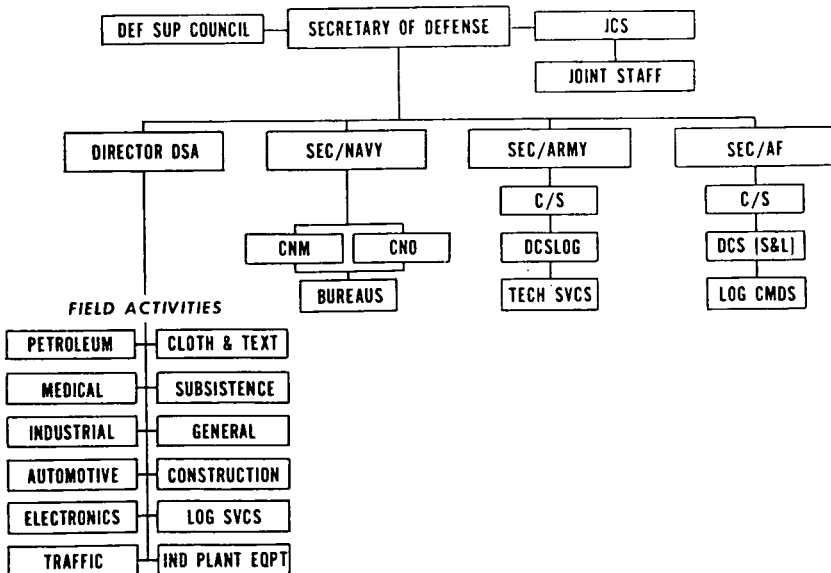 DEF SUP COUNCIL
SECRETARY OF DEFENSE
JCS
JOINT STAFF
DIRECTOR DSA
SEC/NAVY
SEC/ARMY
SEC/AF
C/S
C/S
CNM
CNO
DCSLOG
DCS (S&L)
BUREAUS
TECH SVCS
LOG CMDS
FIELD ACTIVITIES
PETROLEUM
CLOTH & TEXT
MEDICAL
SUBSISTENCE
INDUSTRIAL
GENERAL
AUTOMOTIVE
CONSTRUCTION
ELECTRONICS
LOG SVCS
TRAFFIC
IND PLANT EQPT